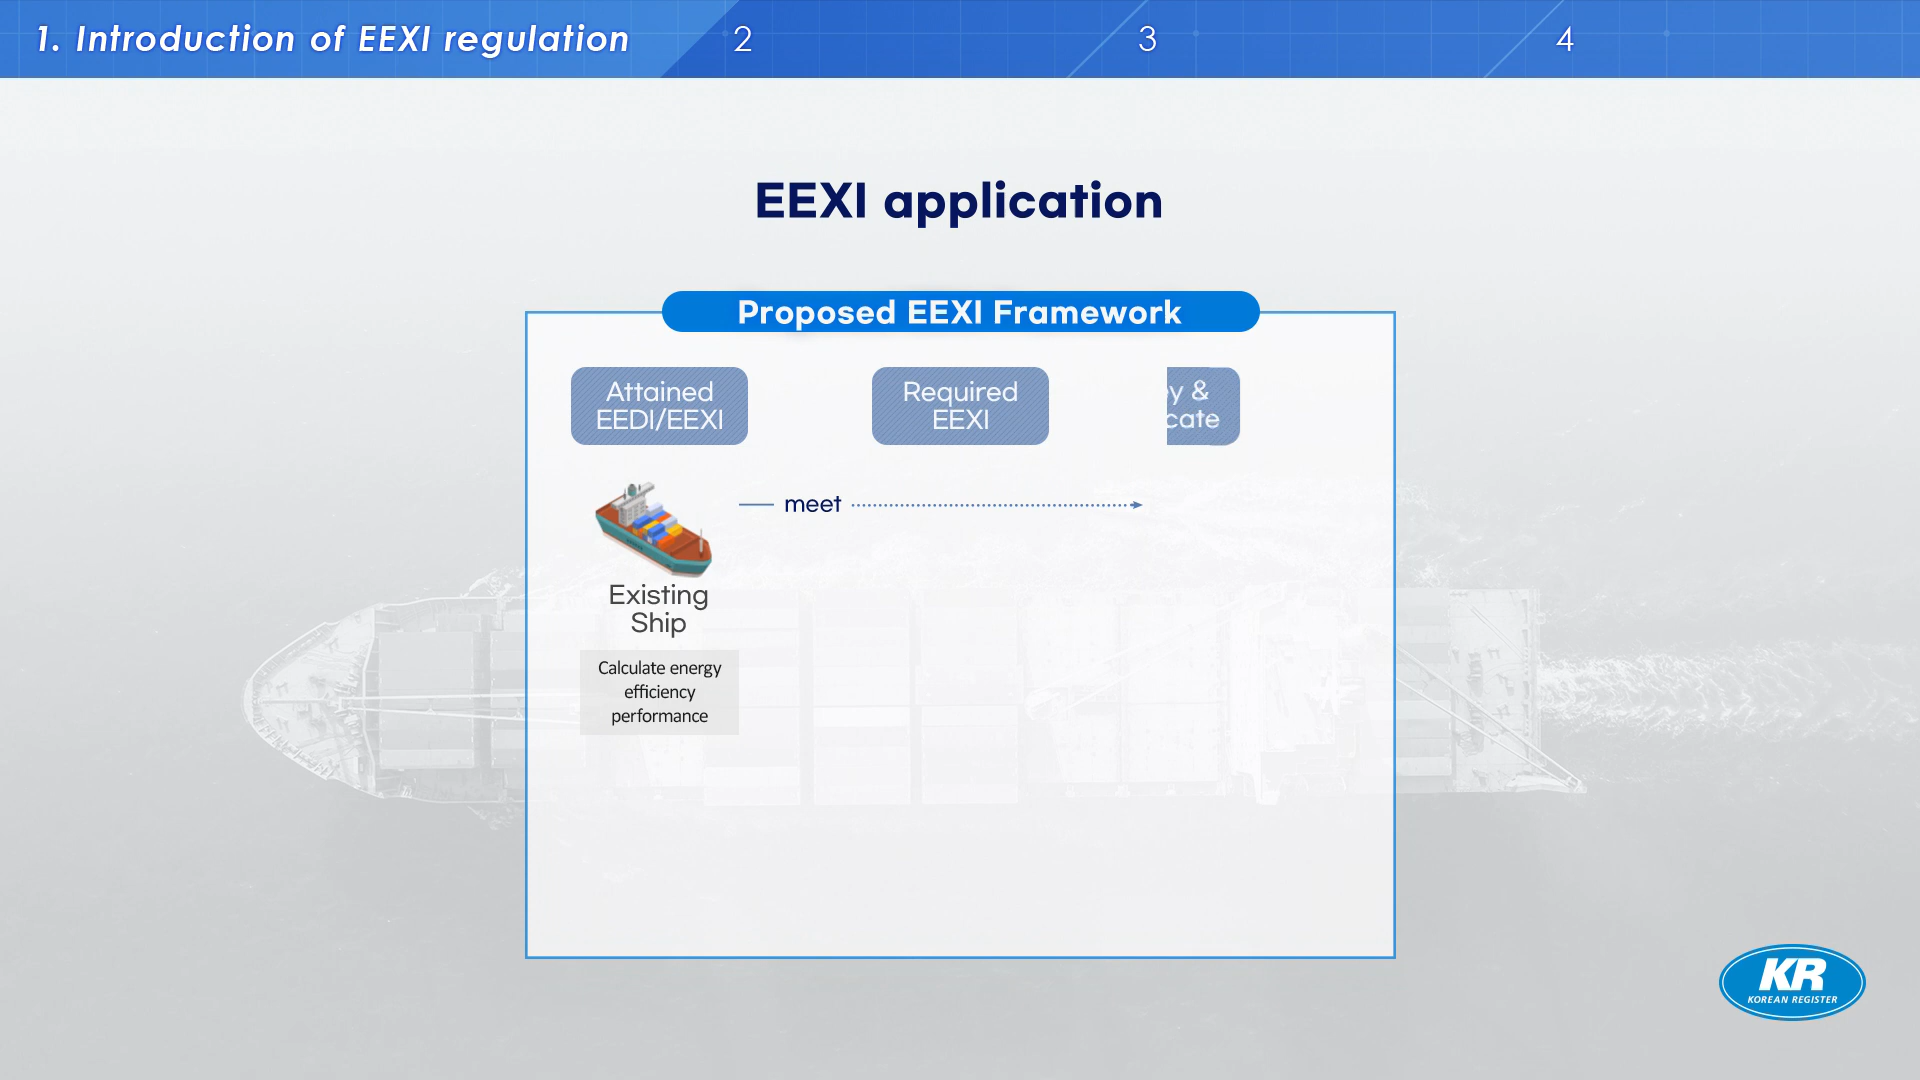 1. Introduction of EEXI regulation
2
3
4
EEXI application
Proposed EEXI Framework
Attained
EEDI/EEXI
Required
EEXI
&
meet
Existing
Ship
Calculate energy
efficiency
performance
KR
KOREAN REGISTER